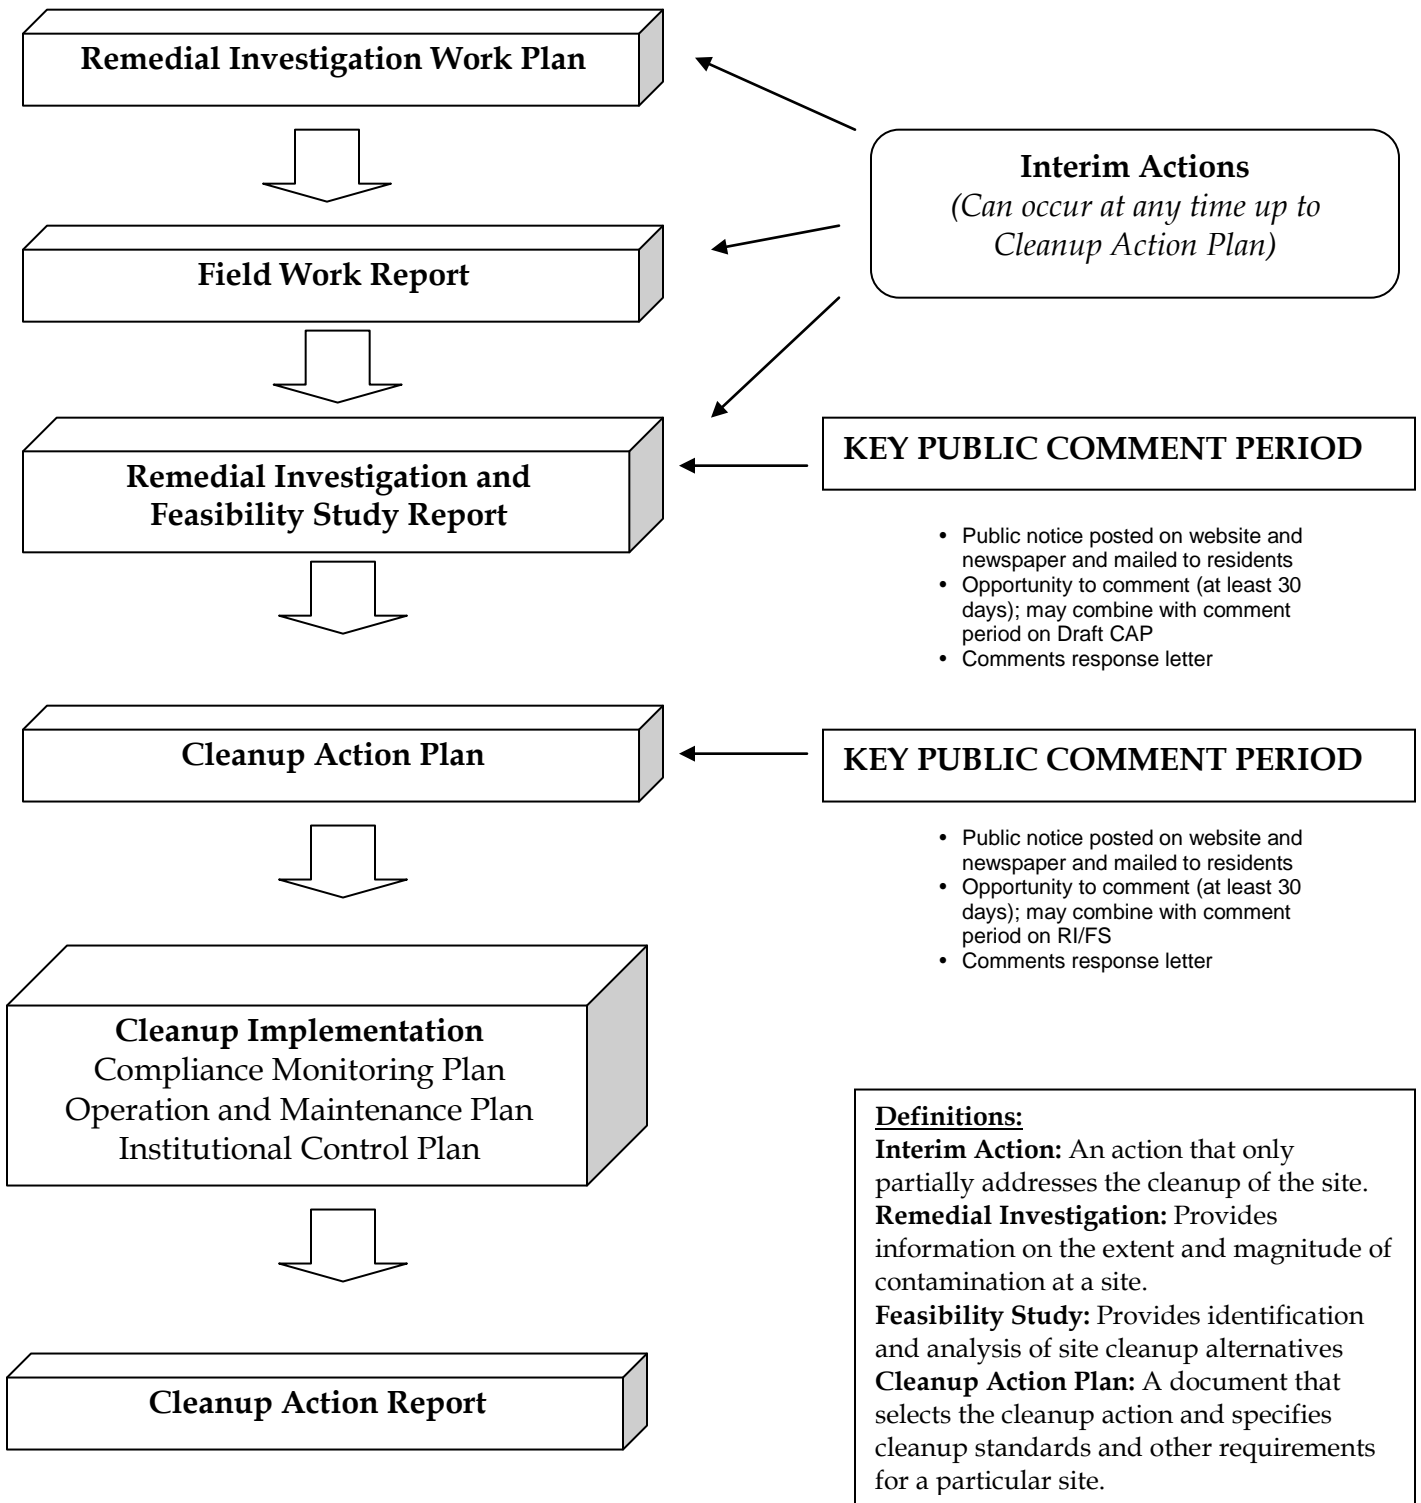 Remedial Investigation Work Plan
Interim Actions
(Can occur at any time up to
Cleanup Action Plan)
Field Work Report
Remedial Investigation and
Feasibility Study Report
KEY PUBLIC COMMENT PERIOD
• Public notice posted on website and
newspaper and mailed to residents
• Opportunity to comment (at least 30
days); may combine with comment
period on Draft CAP
• Comments response letter
Cleanup Action Plan
KEY PUBLIC COMMENT PERIOD
• Public notice posted on website and
newspaper and mailed to residents
• Opportunity to comment (at least 30
days); may combine with comment
period on RI/FS
• Comments response letter
Cleanup Implementation
Compliance Monitoring Plan
Operation and Maintenance Plan
Institutional Control Plan
Cleanup Action Report
Definitions:
Interim Action: An action that only
partially addresses the cleanup of the site.
Remedial Investigation: Provides
information on the extent and magnitude of
contamination at a site.
Feasibility Study: Provides identification
and analysis of site cleanup alternatives
Cleanup Action Plan: A document that
selects the cleanup action and specifies
cleanup standards and other requirements
for a particular site.